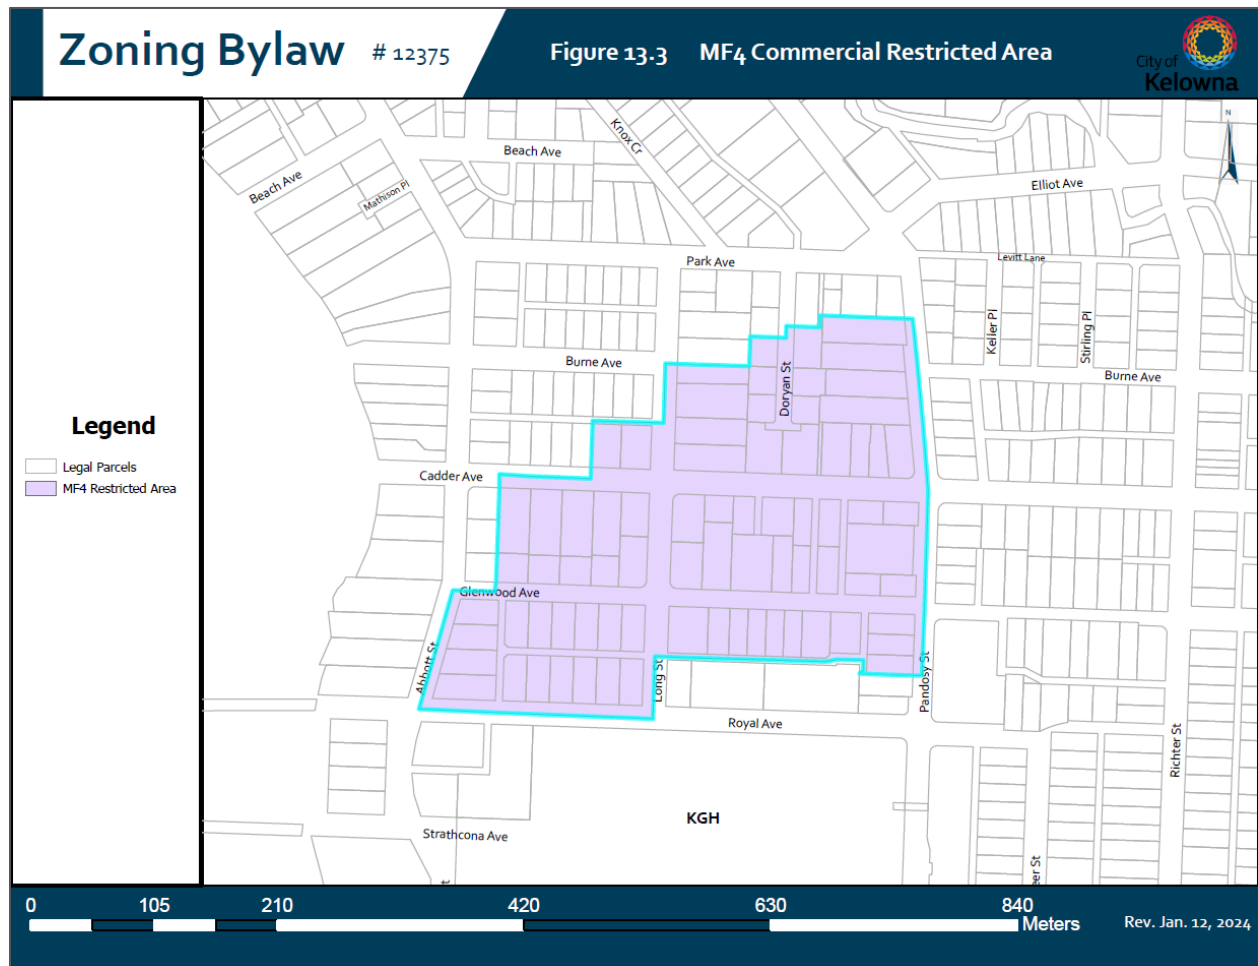 Zoning Bylaw # 12375
Figure 13.3 MF4 Commercial Restricted Area
City of
Kelowna
N
Legend
Legal Parcels
MF4 Restricted Area
Knox Cr
Beach Ave
Beach Ave
Mathison Pl
Elliot Ave
Park Ave
Levitt Lane
Keller Pl
Stirling Pl
Burne Ave
Doryan St
Burne Ave
Cadder Ave
Glenwood Ave
Abbott St
Long St
Pandosy St
Royal Ave
Richter St
KGH
Strathcona Ave
eer St
t
0 105 210 420 630 840
Meters
Rev. Jan. 12, 2024